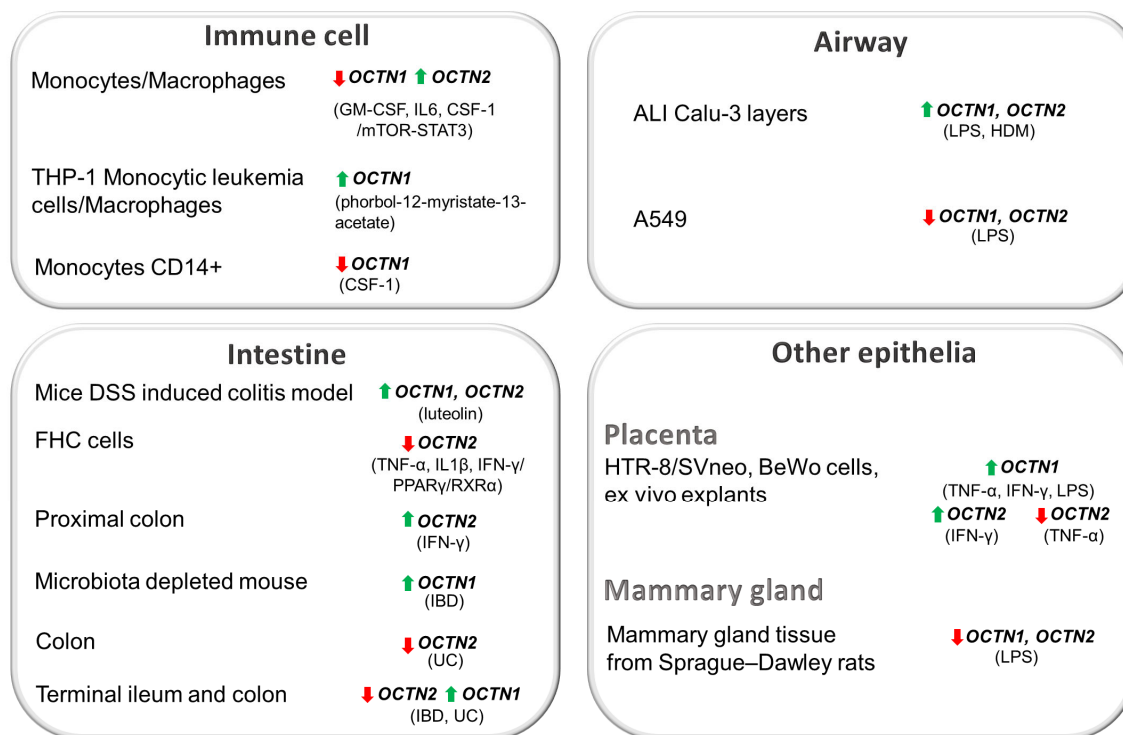 Immune cell
Monocytes/Macrophages
OCTN1 OCTN2
(GM-CSF, IL6, CSF-1
/mTOR-STAT3)
THP-1 Monocytic leukemia
cells/Macrophages
OCTN1
(phorbol-12-myristate-13-
acetate)
Monocytes CD14+
OCTN1
(CSF-1)
Airway
ALI Calu-3 layers
OCTN1, OCTN2
(LPS, HDM)
A549
OCTN1, OCTN2
(LPS)
Intestine
Mice DSS induced colitis model
OCTN1, OCTN2
(luteolin)
FHC cells
OCTN2
(TNF-α, IL1β, IFN-γ/
PPARγ/RXRα)
Proximal colon
OCTN2
(IFN-γ)
Microbiota depleted mouse
OCTN1
(IBD)
Colon
OCTN2
(UC)
Terminal ileum and colon
OCTN2 OCTN1
(IBD, UC)
Other epithelia
Placenta
HTR-8/SVneo, BeWo cells,
ex vivo explants
OCTN1
(TNF-α, IFN-γ, LPS)
OCTN2 OCTN2
(IFN-γ) (TNF-α)
Mammary gland
Mammary gland tissue
from Sprague–Dawley rats
OCTN1, OCTN2
(LPS)